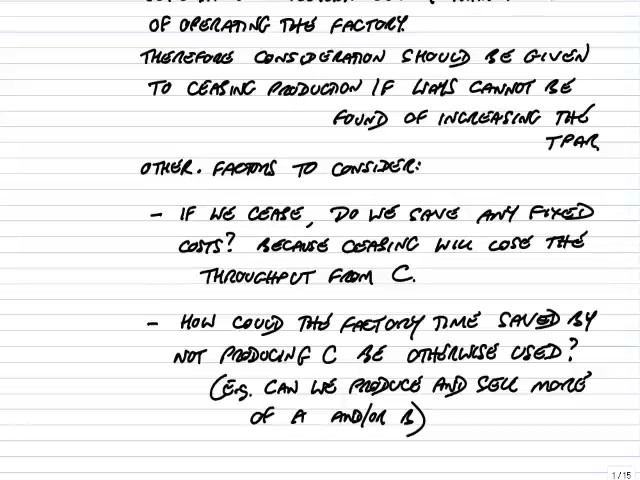 OF OPERATING THE FACTORY.
THEREFORE CONSIDERATION SHOULD BE GIVEN
TO CEASING PRODUCTION IF WAYS CANNOT BE
FOUND OF INCREASING THE
TPAR
OTHER. FACTORS TO CONSIDER:
- IF WE CEASE, DO WE SAVE ANY FIXED
COSTS? BECAUSE CEASING WILL LOSE THE
THROUGHPUT FROM C.
- HOW COULD THE FACTORY TIME SAVED BY
NOT PRODUCING C BE OTHERWISE USED?
(E.G. CAN WE PRODUCE AND SELL MORE
OF A AND/OR B)
1/15